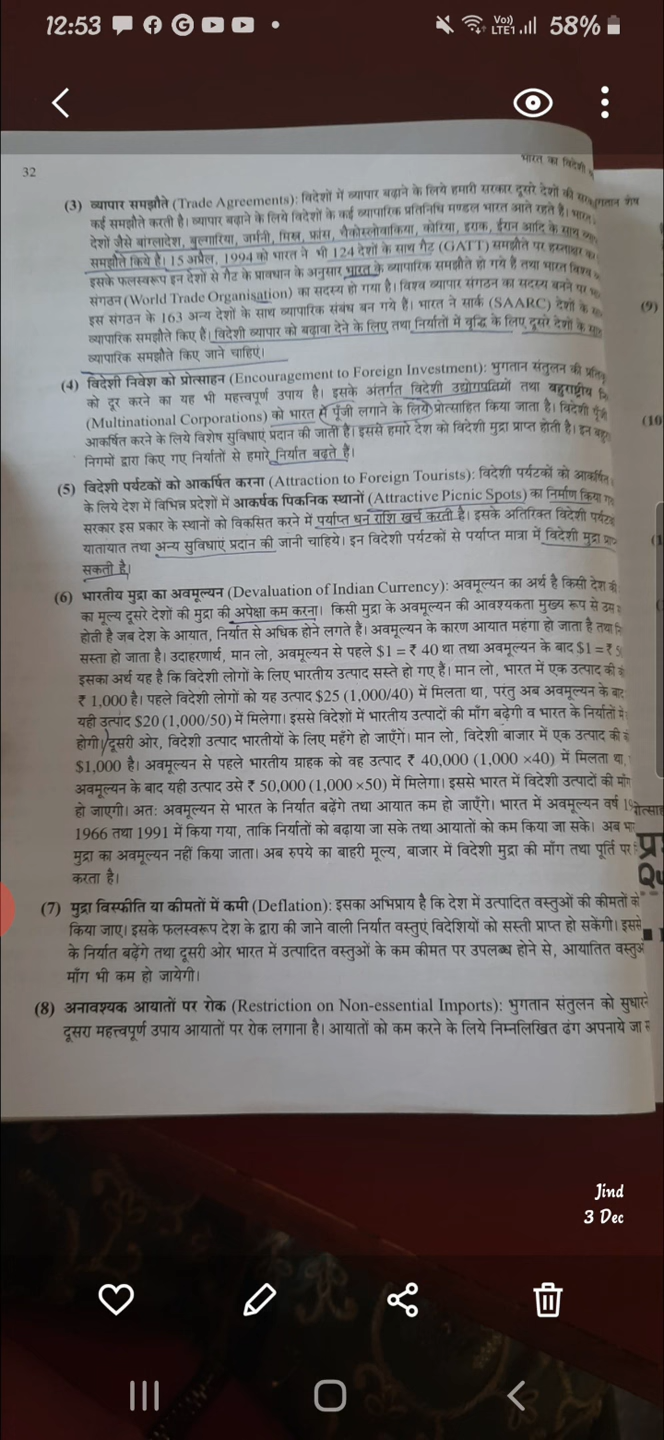 12:53
Vo))
LTE1
58%
32
भारत का विदेशी
(3) व्यापार समझौते (Trade Agreements): विदेशों में व्यापार बढ़ाने के लिये हमारी सरकार दूसरे देशों की
कई समझौते करती है। व्यापार बढ़ाने के लिये विदेशों के कई व्यापारिक प्रतिनिधि मण्डल भारत आते रहते है। भारत
देशों जैसे बांग्लादेश, बुल्गारिया, जर्मनी, मिस्र, फ्रांस, चैकोस्लोवाकिया, कोरिया, इराक, ईरान आदि के साथ
समझौते किये हैं। 15 अप्रैल, 1994 को भारत ने भी 124 देशों के साथ गैट (GATT) समझौते पर हस्ताक्षर
इसके फलस्वरूप इन देशों से गैट के प्रावधान के अनुसार भारत के व्यापारिक समझौते हो गये हैं तथा भारत विश्व
संगठन (World Trade Organisation) का सदस्य हो गया है। विश्व व्यापार संगठन का सदस्य बनने पर
इस संगठन के 163 अन्य देशों के साथ व्यापारिक संबंध बन गये हैं। भारत ने सार्क (SAARC) देशों के
व्यापारिक समझौते किए हैं। विदेशी व्यापार को बढ़ावा देने के लिए तथा निर्यातों में वृद्धि के लिए दूसरे देशों के
व्यापारिक समझौते किए जाने चाहिएं।
(4) विदेशी निवेश को प्रोत्साहन (Encouragement to Foreign Investment): भुगतान संतुलन की
को दूर करने का यह भी महत्त्वपूर्ण उपाय है। इसके अंतर्गत विदेशी उद्योगपतियों तथा बहुराष्ट्रीय
(Multinational Corporations) को भारत में पूँजी लगाने के लिये प्रोत्साहित किया जाता है। विदेशी पूँजी
आकर्षित करने के लिये विशेष सुविधाएं प्रदान की जाती हैं। इससे हमारे देश को विदेशी मुद्रा प्राप्त होती है। इन
निगमों द्वारा किए गए निर्यातों से हमारे निर्यात बढ़ते हैं।
(5) विदेशी पर्यटकों को आकर्षित करना (Attraction to Foreign Tourists): विदेशी पर्यटकों को आकर्षित
के लिये देश में विभिन्न प्रदेशों में आकर्षक पिकनिक स्थानों (Attractive Picnic Spots) का निर्माण किया
सरकार इस प्रकार के स्थानों को विकसित करने में पर्याप्त धन राशि खर्च करती है। इसके अतिरिक्त विदेशी
यातायात तथा अन्य सुविधाएं प्रदान की जानी चाहिये। इन विदेशी पर्यटकों से पर्याप्त मात्रा में विदेशी मुद्रा
सकती है।
(6) भारतीय मुद्रा का अवमूल्यन (Devaluation of Indian Currency): अवमूल्यन का अर्थ है किसी देश की
का मूल्य दूसरे देशों की मुद्रा की अपेक्षा कम करना। किसी मुद्रा के अवमूल्यन की आवश्यकता मुख्य रूप से उस
होती है जब देश के आयात, निर्यात से अधिक होने लगते हैं। अवमूल्यन के कारण आयात महंगा हो जाता है तथा
सस्ता हो जाता है। उदाहरणार्थ, मान लो, अवमूल्यन से पहले $1 = ₹ 40 था तथा अवमूल्यन के बाद $1 = ₹
इसका अर्थ यह है कि विदेशी लोगों के लिए भारतीय उत्पाद सस्ते हो गए हैं। मान लो, भारत में एक उत्पाद की
₹ 1,000 है। पहले विदेशी लोगों को यह उत्पाद $25 (1,000/40) में मिलता था, परंतु अब अवमूल्यन के बाद
यही उत्पाद $20 (1,000/50) में मिलेगा। इससे विदेशों में भारतीय उत्पादों की माँग बढ़ेगी व भारत के निर्यातों में
होगी। दूसरी ओर, विदेशी उत्पाद भारतीयों के लिए महँगे हो जाएँगे। मान लो, विदेशी बाजार में एक उत्पाद की
$1,000 है। अवमूल्यन से पहले भारतीय ग्राहक को वह उत्पाद ₹ 40,000 (1,000 ×40) में मिलता था,
अवमूल्यन के बाद यही उत्पाद उसे ₹ 50,000 (1,000 ×50) में मिलेगा। इससे भारत में विदेशी उत्पादों की माँग
हो जाएगी। अत: अवमूल्यन से भारत के निर्यात बढ़ेंगे तथा आयात कम हो जाएँगे। भारत में अवमूल्यन वर्ष
1966 तथा 1991 में किया गया, ताकि निर्यातों को बढ़ाया जा सके तथा आयातों को कम किया जा सके। अब
मुद्रा का अवमूल्यन नहीं किया जाता। अब रुपये का बाहरी मूल्य, बाजार में विदेशी मुद्रा की माँग तथा पूर्ति पर
करता है।
(7) मुद्रा विस्फीति या कीमतों में कमी (Deflation): इसका अभिप्राय है कि देश में उत्पादित वस्तुओं की कीमतों को
किया जाए। इसके फलस्वरूप देश के द्वारा की जाने वाली निर्यात वस्तुएं विदेशियों को सस्ती प्राप्त हो सकेंगी। इससे
के निर्यात बढ़ेंगे तथा दूसरी ओर भारत में उत्पादित वस्तुओं के कम कीमत पर उपलब्ध होने से, आयातित
माँग भी कम हो जायेगी।
(8) अनावश्यक आयातों पर रोक (Restriction on Non-essential Imports): भुगतान संतुलन को सुधारने
दूसरा महत्त्वपूर्ण उपाय आयातों पर रोक लगाना है। आयातों को कम करने के लिये निम्नलिखित ढंग अपनाये जा
(9)
(10
Jind
3 Dec